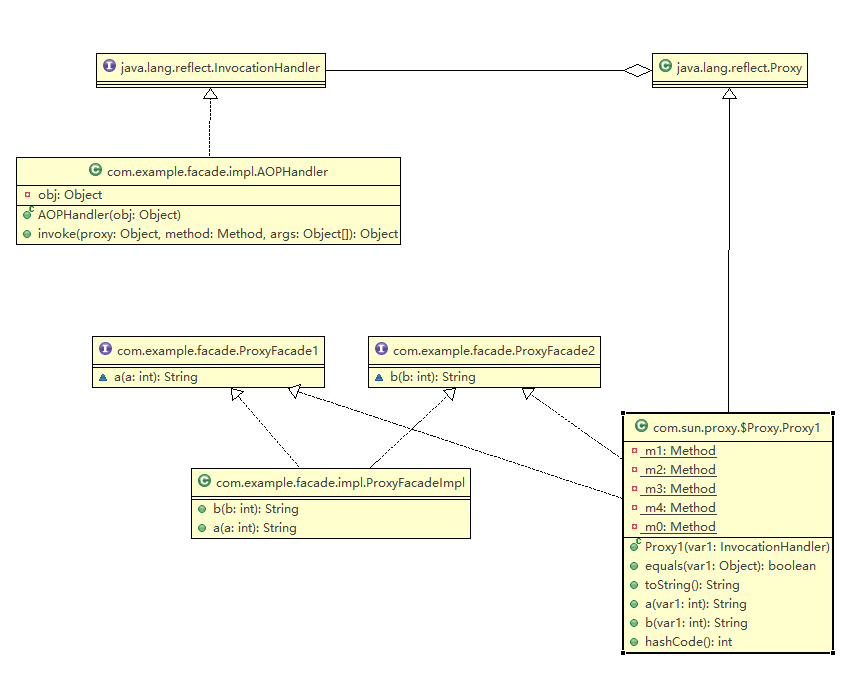 I java.lang.reflect.InvocationHandler
C java.lang.reflect.Proxy
C com.example.facade.impl.AOPHandler
obj: Object
C AOPHandler(obj: Object)
invoke(proxy: Object, method: Method, args: Object[]): Object
I com.example.facade.ProxyFacade1
a(a: int): String
I com.example.facade.ProxyFacade2
b(b: int): String
C com.example.facade.impl.ProxyFacadeImpl
b(b: int): String
a(a: int): String
C com.sun.proxy.$Proxy.Proxy1
m1: Method
m2: Method
m3: Method
m4: Method
m0: Method
C Proxy1(var1: InvocationHandler)
equals(var1: Object): boolean
toString(): String
a(var1: int): String
b(var1: int): String
hashCode(): int